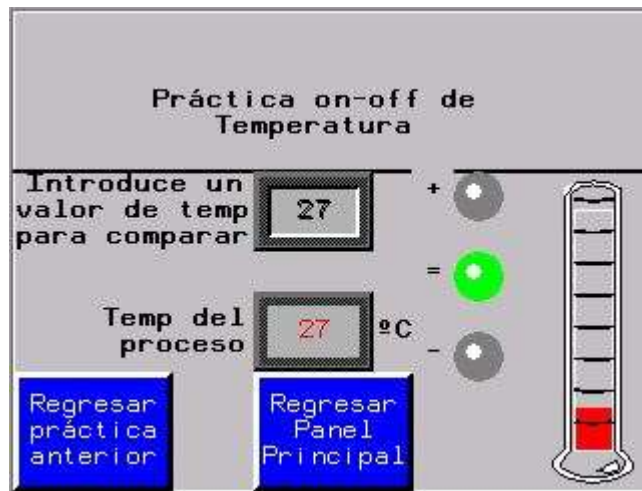 Práctica on-off de
Temperatura
Introduce un
valor de temp
para comparar
27
+
=
-
Temp del
proceso
27
ºC
Regresar
práctica
anterior
Regresar
Panel
Principal